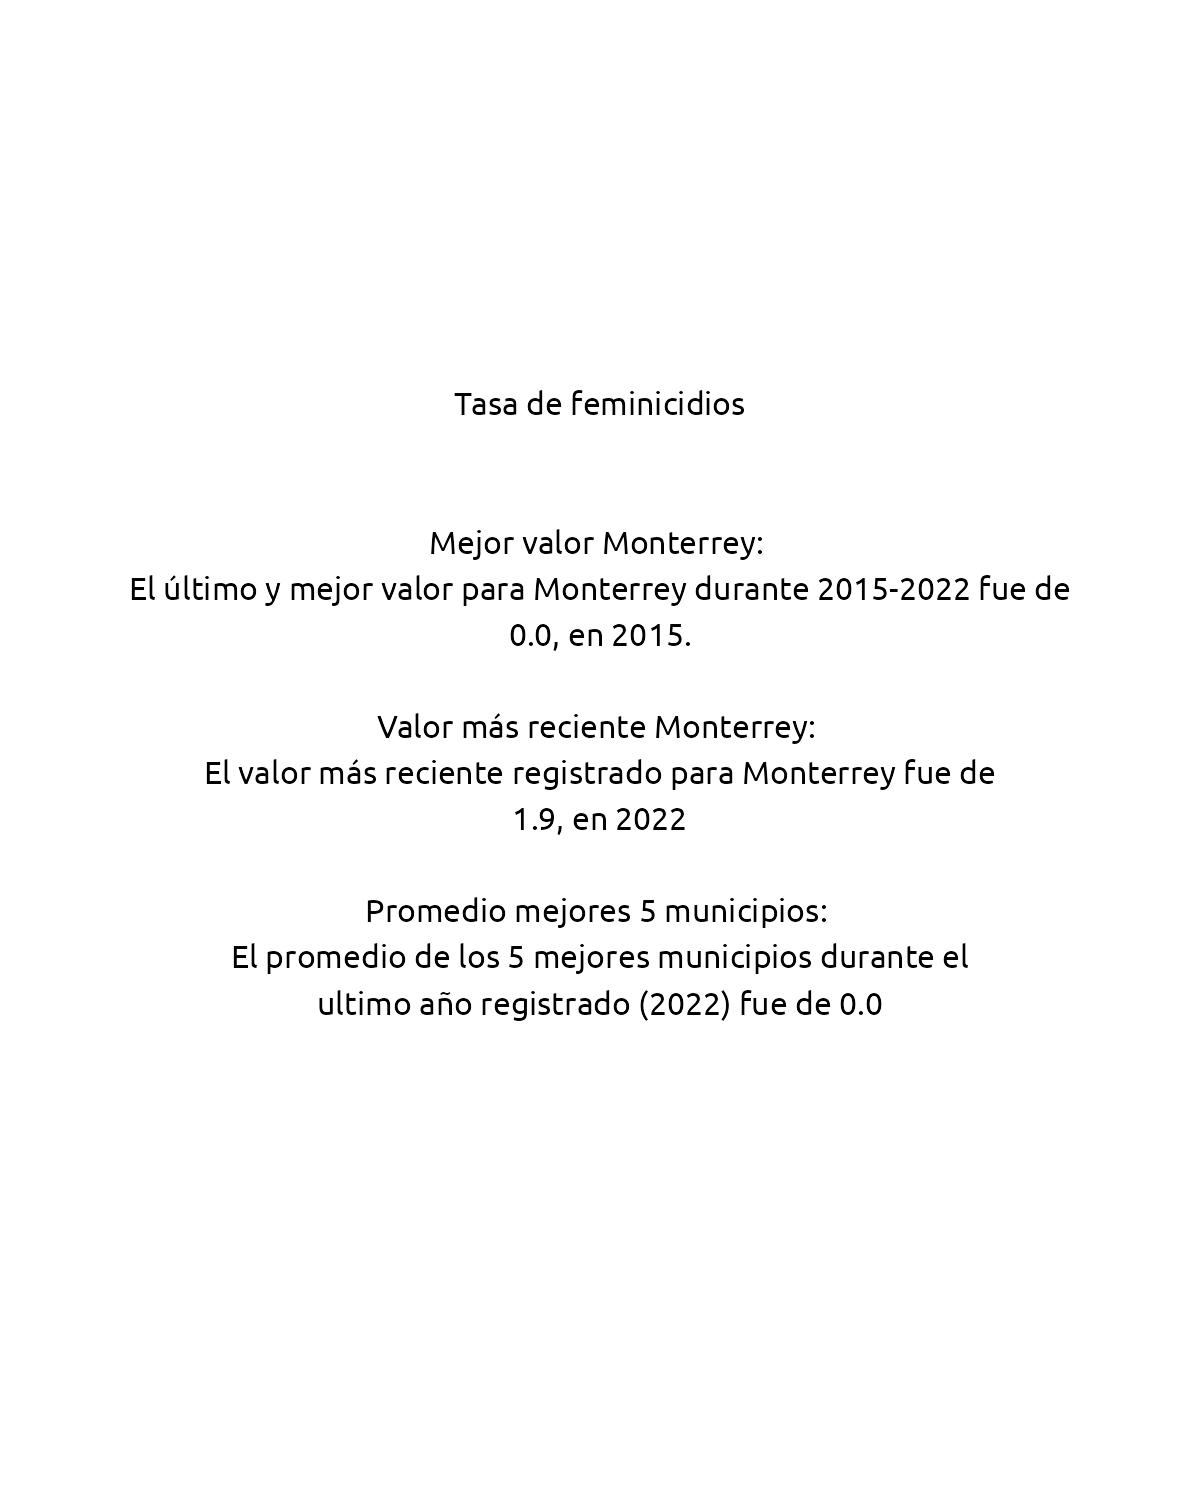 Tasa de feminicidios
Mejor valor Monterrey:
El último y mejor valor para Monterrey durante 2015-2022 fue de
0.0, en 2015.
Valor más reciente Monterrey:
El valor más reciente registrado para Monterrey fue de
1.9, en 2022
Promedio mejores 5 municipios:
El promedio de los 5 mejores municipios durante el
ultimo año registrado (2022) fue de 0.0